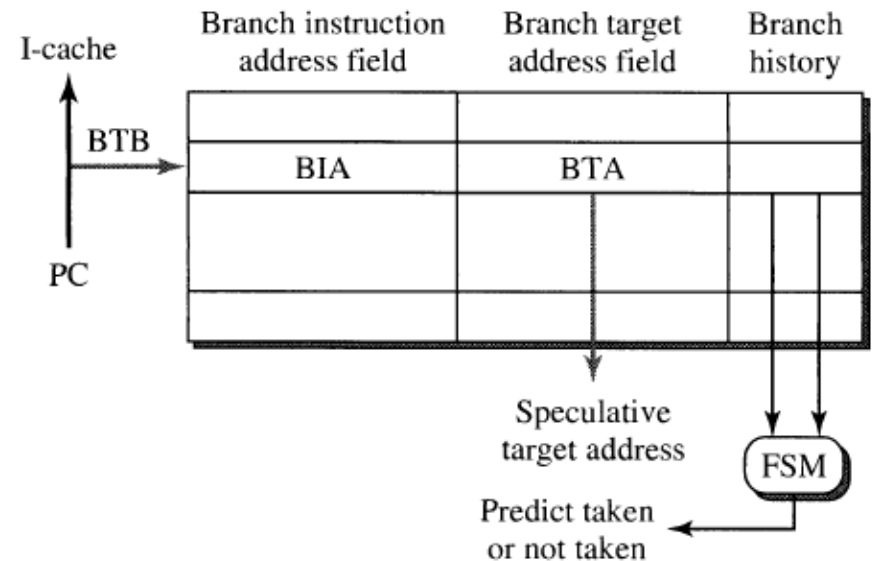 I-cache
Branch instruction
address field
Branch target
address field
Branch
history
BTB
BIA
BTA
PC
Speculative
target address
FSM
Predict taken
or not taken